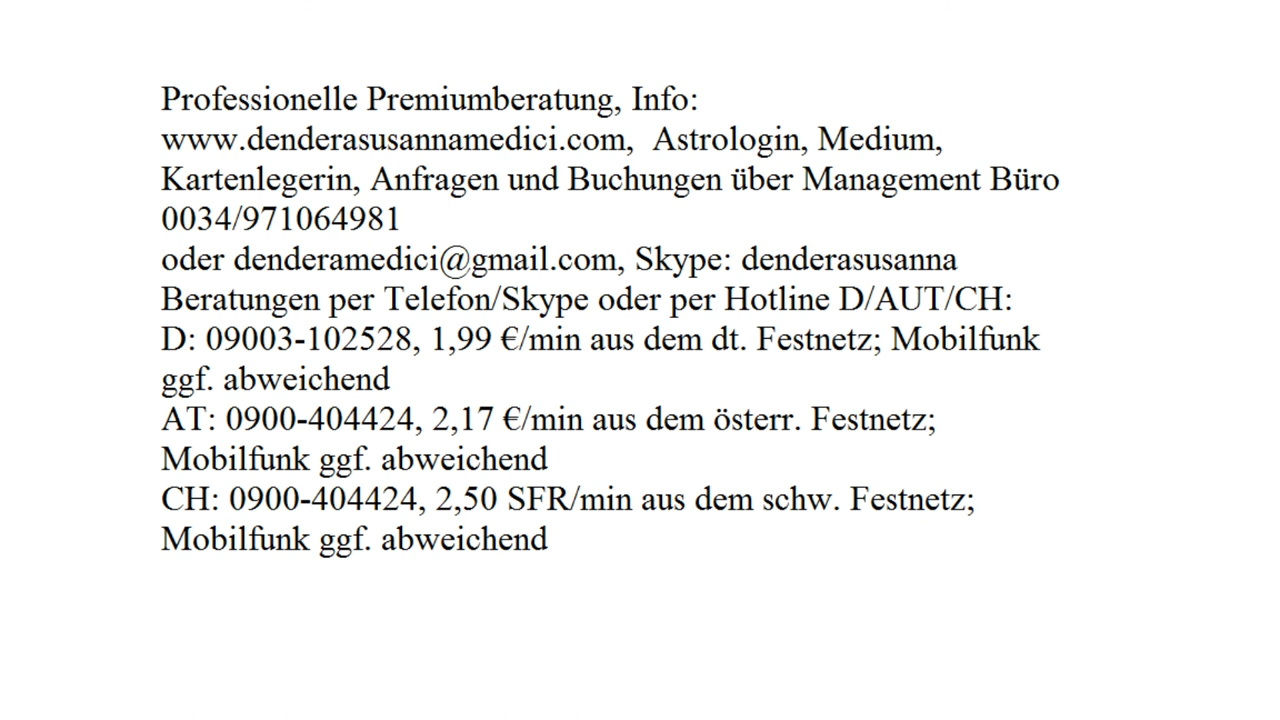 Professionelle Premiumberatung, Info:
www.denderasusannamedici.com,  Astrologin, Medium,
Kartenlegerin, Anfragen und Buchungen über Management Büro
0034/971064981
oder denderamedici@gmail.com, Skype: denderasusanna
Beratungen per Telefon/Skype oder per Hotline D/AUT/CH:
D: 09003-102528, 1,99 €/min aus dem dt. Festnetz; Mobilfunk
ggf. abweichend
AT: 0900-404424, 2,17 €/min aus dem österr. Festnetz;
Mobilfunk ggf. abweichend
CH: 0900-404424, 2,50 SFR/min aus dem schw. Festnetz;
Mobilfunk ggf. abweichend